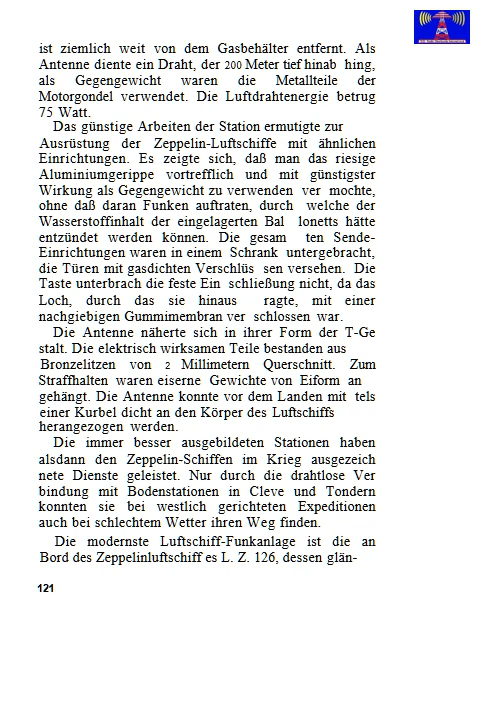 ist ziemlich weit von dem Gasbehälter entfernt. Als
Antenne diente ein Draht, der 200 Meter tief hinab hing,
als Gegengewicht waren die Metallteile der
Motorgondel verwendet. Die Luftdrahtenergie betrug
75 Watt.
Das günstige Arbeiten der Station ermutigte zur
Ausrüstung der Zeppelin-Luftschiffe mit ähnlichen
Einrichtungen. Es zeigte sich, daß man das riesige
Aluminiumgerippe vortrefflich und mit günstigster
Wirkung als Gegengewicht zu verwenden ver mochte,
ohne daß daran Funken auftraten, durch welche der
Wasserstoffinhalt der eingelagerten Bal lonetts hätte
entzündet werden können. Die gesam ten Sende-
Einrichtungen waren in einem Schrank untergebracht,
die Türen mit gasdichten Verschlüs sen versehen. Die
Taste unterbrach die feste Ein schließung nicht, da das
Loch, durch das sie hinaus ragte, mit einer
nachgiebigen Gummimembran ver schlossen war.
Die Antenne näherte sich in ihrer Form der T-Ge
stalt. Die elektrisch wirksamen Teile bestanden aus
Bronzelitzen von 2 Millimetern Querschnitt. Zum
Straffhalten waren eiserne Gewichte von Eiform an
gehängt. Die Antenne konnte vor dem Landen mit tels
einer Kurbel dicht an den Körper des Luftschiffs
herangezogen werden.
Die immer besser ausgebildeten Stationen haben
alsdann den Zeppelin-Schiffen im Krieg ausgezeich
nete Dienste geleistet. Nur durch die drahtlose Ver
bindung mit Bodenstationen in Cleve und Tondern
konnten sie bei westlich gerichteten Expeditionen
auch bei schlechtem Wetter ihren Weg finden.
Die modernste Luftschiff-Funkanlage ist die an
Bord des Zeppelinluftschiff es L. Z. 126, dessen glän-
121